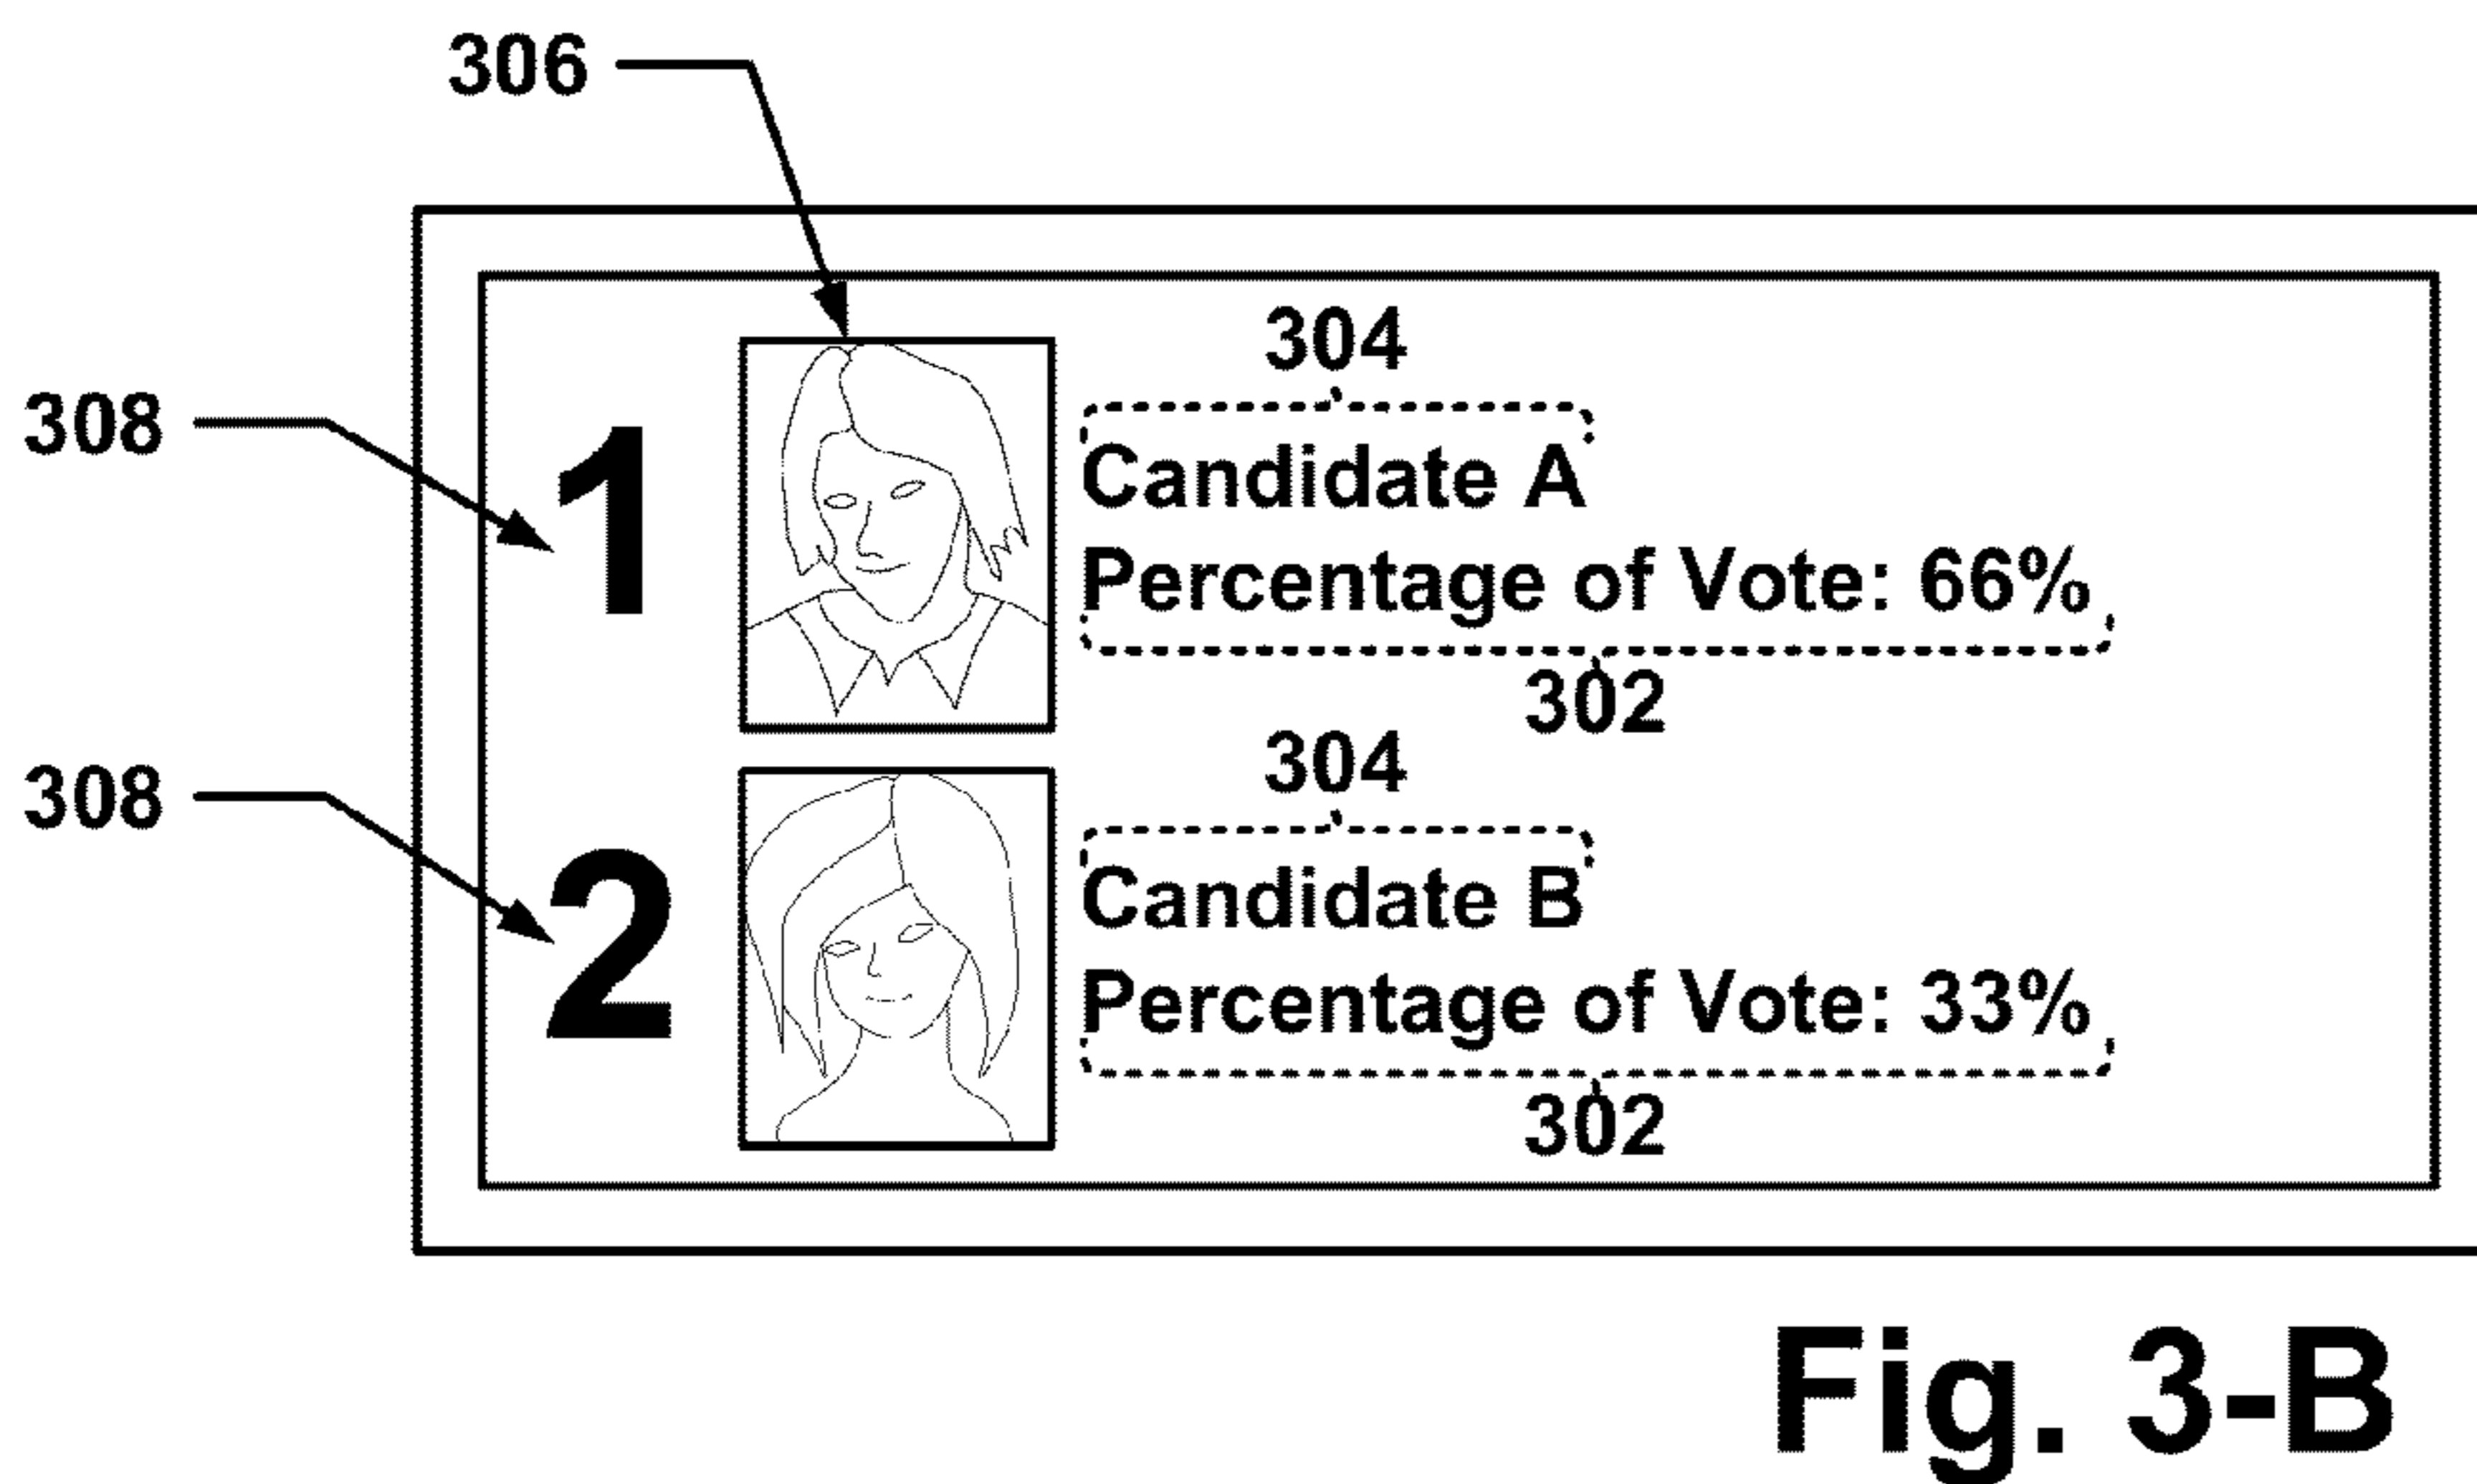 306
304
308
1
Candidate A
Percentage of Vote: 66%
302
304
308
2
Candidate B
Percentage of Vote: 33%
302
Fig. 3-B